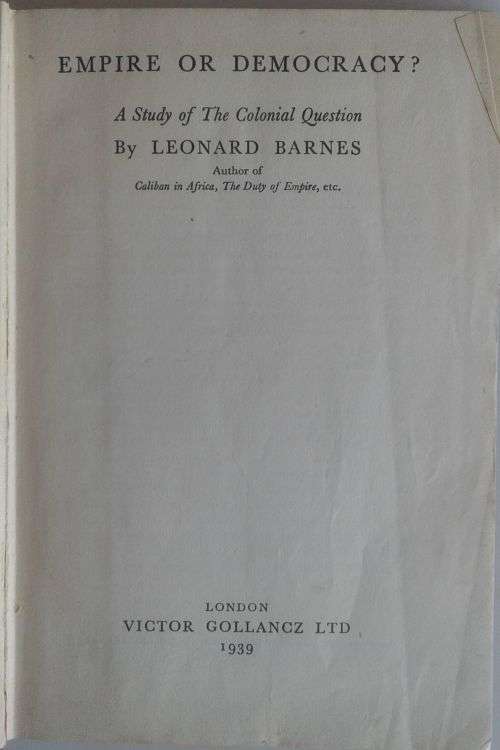 EMPIRE OR DEMOCRACY?
A Study of The Colonial Question
By LEONARD BARNES
Author of
Caliban in Africa, The Duty of Empire, etc.
LONDON
VICTOR GOLLANCZ LTD
1939